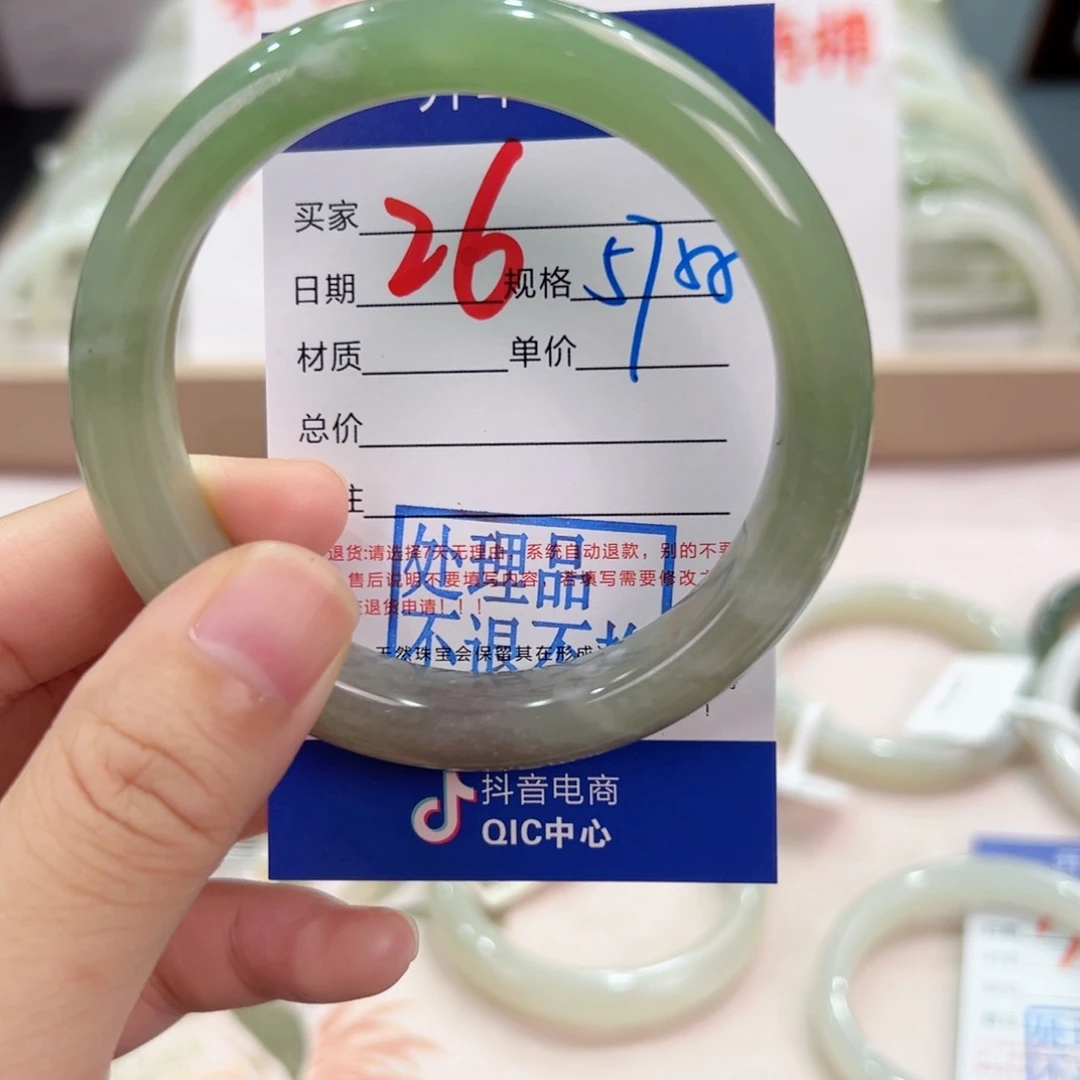 买家
26
日期 规格 57.88
材质 单价
总价
注
退货:请选择7天无理由,系统自动退款,别的不要
售后说明不要填写内容,若填写需要修改
退货申请!!!
处理品
不退不换
天然珠宝会保留其在形成
!
抖音电商
QIC中心